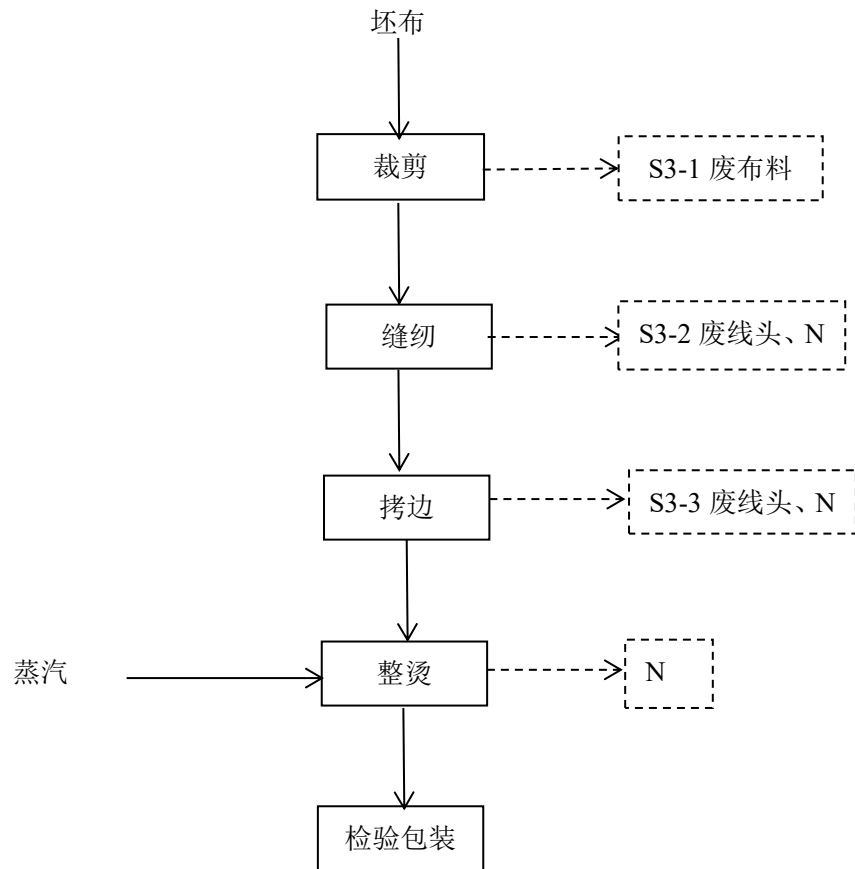 坯布
裁剪
S3-1 废布料
缝纫
S3-2 废线头、N
拷边
S3-3 废线头、N
蒸汽
整烫
N
检验包装